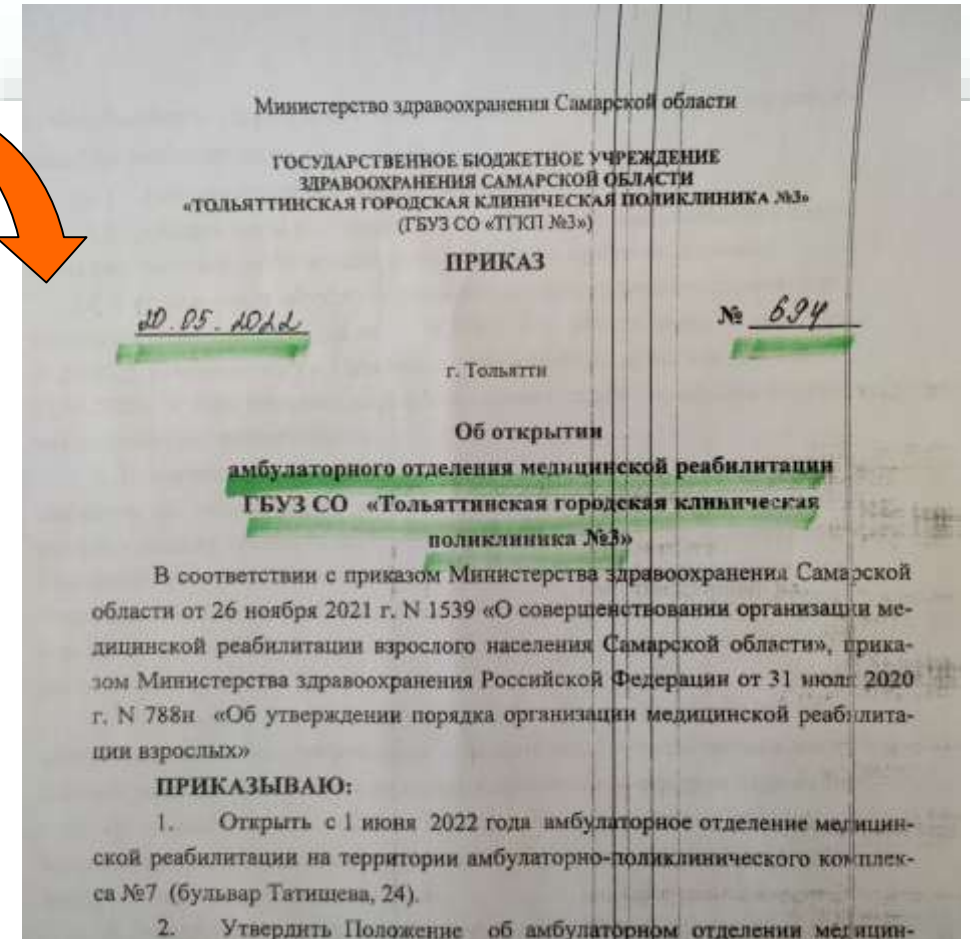 Министерство здравоохранения Самарской области
ГОСУДАРСТВЕННОЕ БЮДЖЕТНОЕ УЧРЕЖДЕНИЕ
ЗДРАВООХРАНЕНИЯ САМАРСКОЙ ОБЛАСТИ
«ТОЛЬЯТТИНСКАЯ ГОРОДСКАЯ КЛИНИЧЕСКАЯ ПОЛИКЛИНИКА №3»
(ГБУЗ СО «ТГКП №3»)
ПРИКАЗ
20.05.2022 № 694
г. Тольятти
Об открытии
амбулаторного отделения медицинской реабилитации
ГБУЗ СО «Тольяттинская городская клиническая
поликлиника №3»
В соответствии с приказом Министерства здравоохранения Самарской
области от 26 ноября 2021 г. N 1539 «О совершенствовании организации ме-
дицинской реабилитации взрослого населения Самарской области», прика-
зом Министерства здравоохранения Российской Федерации от 31 июля 2020
г. N 788н «Об утверждении порядка организации медицинской реабилита-
ции взрослых»
ПРИКАЗЫВАЮ:
1. Открыть с 1 июня 2022 года амбулаторное отделение медицин-
ской реабилитации на территории амбулаторно-поликлинического комплек-
са №7 (бульвар Татищева, 24).
2. Утвердить Положение об амбулаторном отделении медицин-